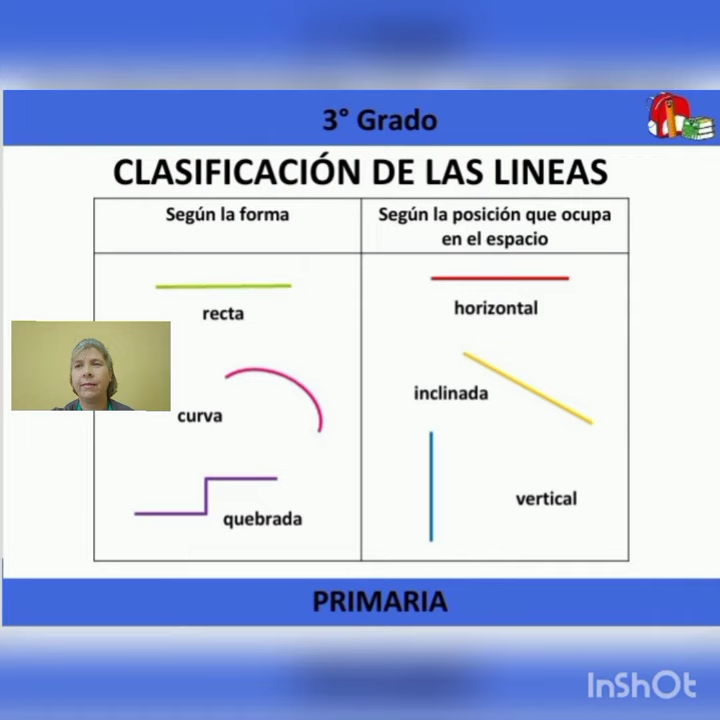 3° Grado
CLASIFICACIÓN DE LAS LINEAS
Según la forma
Según la posición que ocupa
en el espacio
recta
horizontal
inclinada
curva
vertical
quebrada
PRIMARIA
InShOt